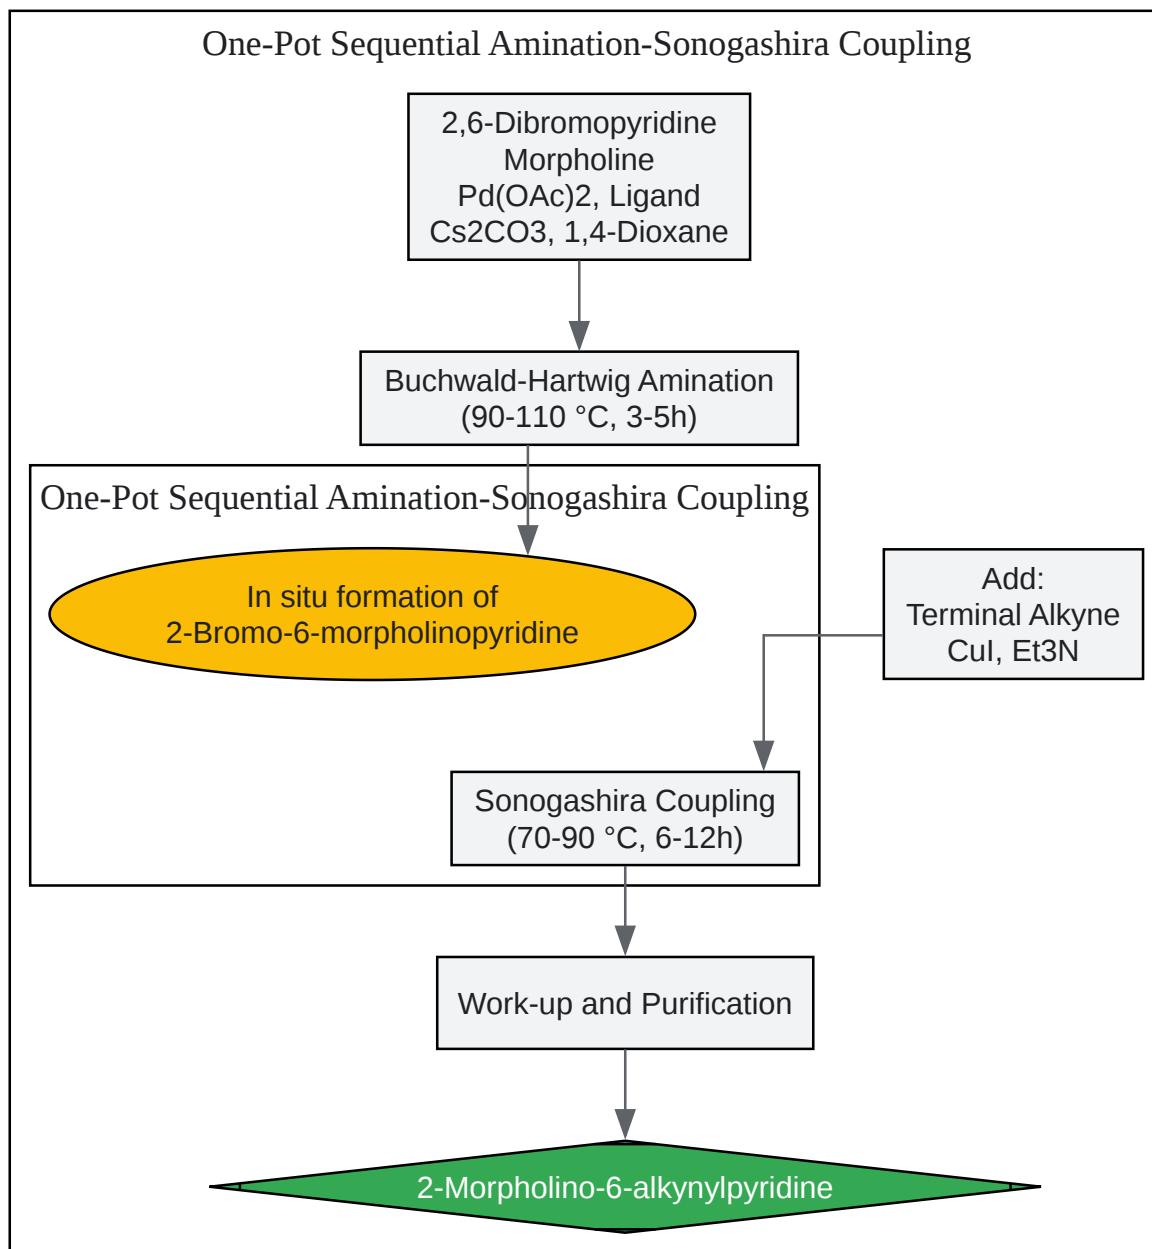 One-Pot Sequential Amination-Sonogashira Coupling
2,6-Dibromopyridine
Morpholine
Pd(OAc)2, Ligand
Cs2CO3, 1,4-Dioxane
Buchwald-Hartwig Amination
(90-110 °C, 3-5h)
One-Pot Sequential Amination-Sonogashira Coupling
In situ formation of
2-Bromo-6-morpholinopyridine
Add:
Terminal Alkyne
CuI, Et3N
Sonogashira Coupling
(70-90 °C, 6-12h)
Work-up and Purification
2-Morpholino-6-alkynylpyridine